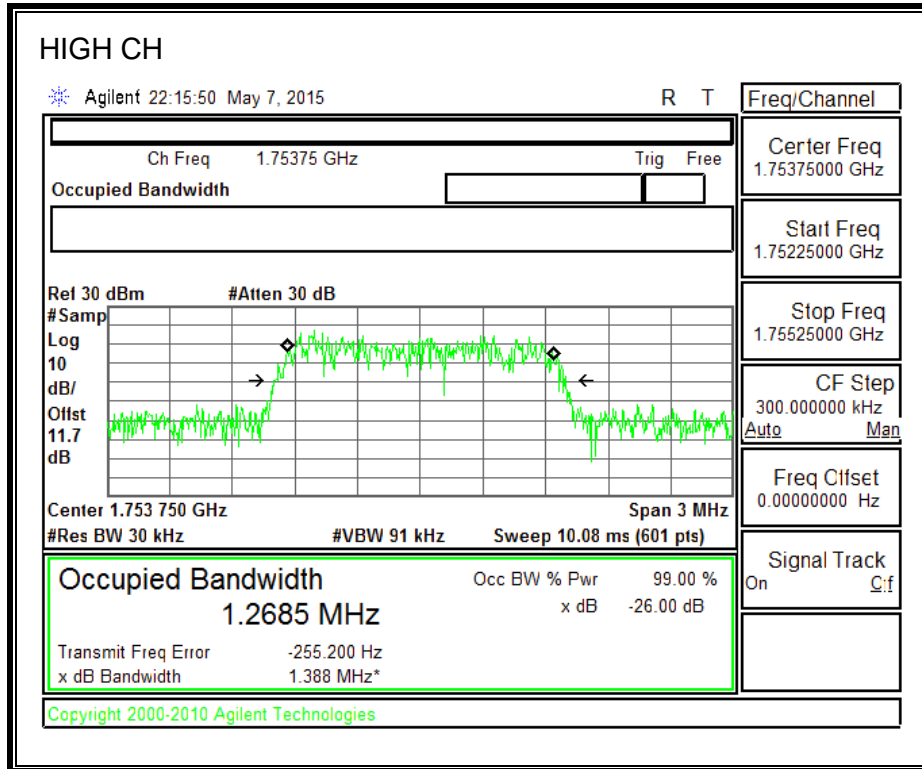 HIGH CH
Agilent 22:15:50 May 7, 2015 R T
Ch Freq 1.75375 GHz Trig Free
Occupied Bandwidth
Ref 30 dBm #Atten 30 dB
#Samp
Log
10
dB/
Offst
11.7
dB
Center 1.753 750 GHz Span 3 MHz
#Res BW 30 kHz #VBW 91 kHz Sweep 10.08 ms (601 pts)
Occupied Bandwidth Occ BW % Pwr 99.00 %
1.2685 MHz x dB -26.00 dB
Transmit Freq Error -255.200 Hz
x dB Bandwidth 1.388 MHz*
Copyright 2000-2010 Agilent Technologies
Freq/Channel
Center Freq
1.75375000 GHz
Start Freq
1.75225000 GHz
Stop Freq
1.75525000 GHz
CF Step
300.000000 kHz
Auto Man
Freq Offset
0.00000000 Hz
Signal Track
On Off